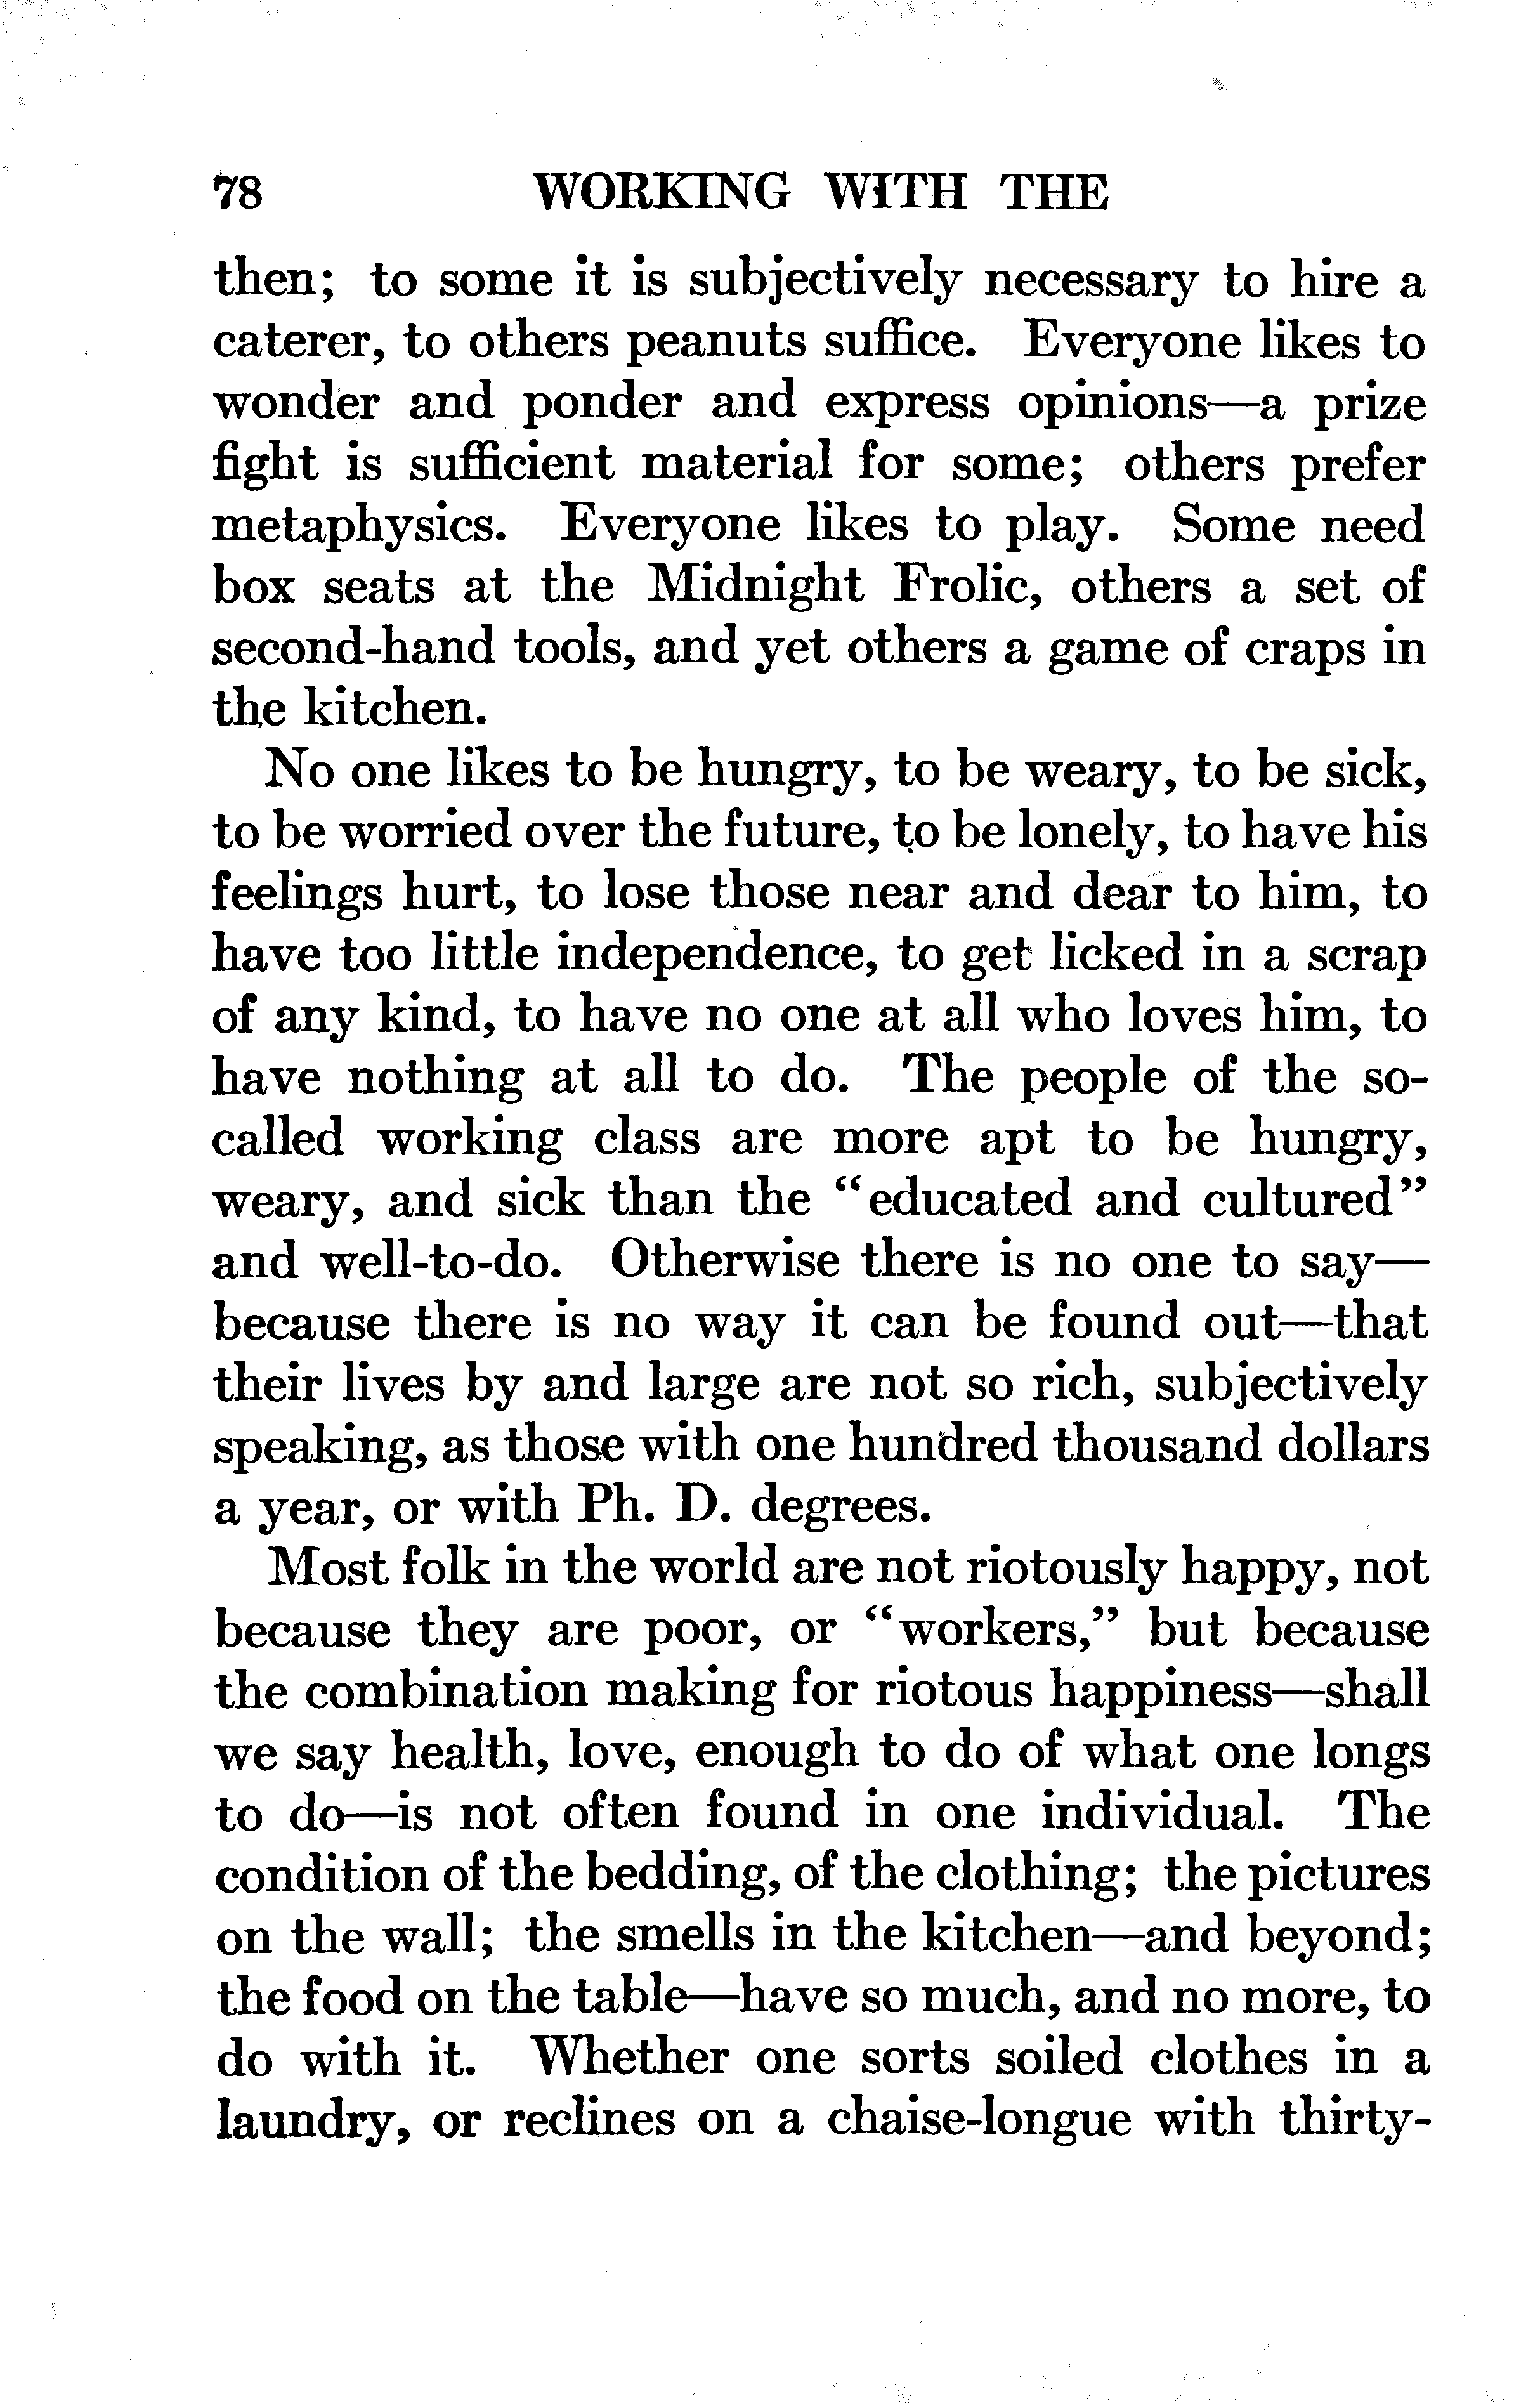 78 WORKING WITH THE
then; to some it is subjectively necessary to hire a
caterer, to others peanuts suffice. Everyone likes to
wonder and ponder and express opinions—a prize
fight is sufficient material for some; others prefer
metaphysics. Everyone likes to play. Some need
box seats at the Midnight Frolic, others a set of
second-hand tools, and yet others a game of craps in
the kitchen.
No one likes to be hungry, to be weary, to be sick,
to be worried over the future, to be lonely, to have his
feelings hurt, to lose those near and dear to him, to
have too little independence, to get licked in a scrap
of any kind, to have no one at all who loves him, to
have nothing at all to do. The people of the so-
called working class are more apt to be hungry,
weary, and sick than the “educated and cultured”
and well-to-do. Otherwise there is no one to say—
because there is no way it can be found out—that
their lives by and large are not so rich, subjectively
speaking, as those with one hundred thousand dollars
a year, or with Ph. D. degrees.
Most folk in the world are not riotously happy, not
because they are poor, or “workers,” but because
the combination making for riotous happiness—shall
we say health, love, enough to do of what one longs
to do—is not often found in one individual. The
condition of the bedding, of the clothing; the pictures
on the wall; the smells in the kitchen—and beyond;
the food on the table—have so much, and no more, to
do with it. Whether one sorts soiled clothes in a
laundry, or reclines on a chaise-longue with thirty-